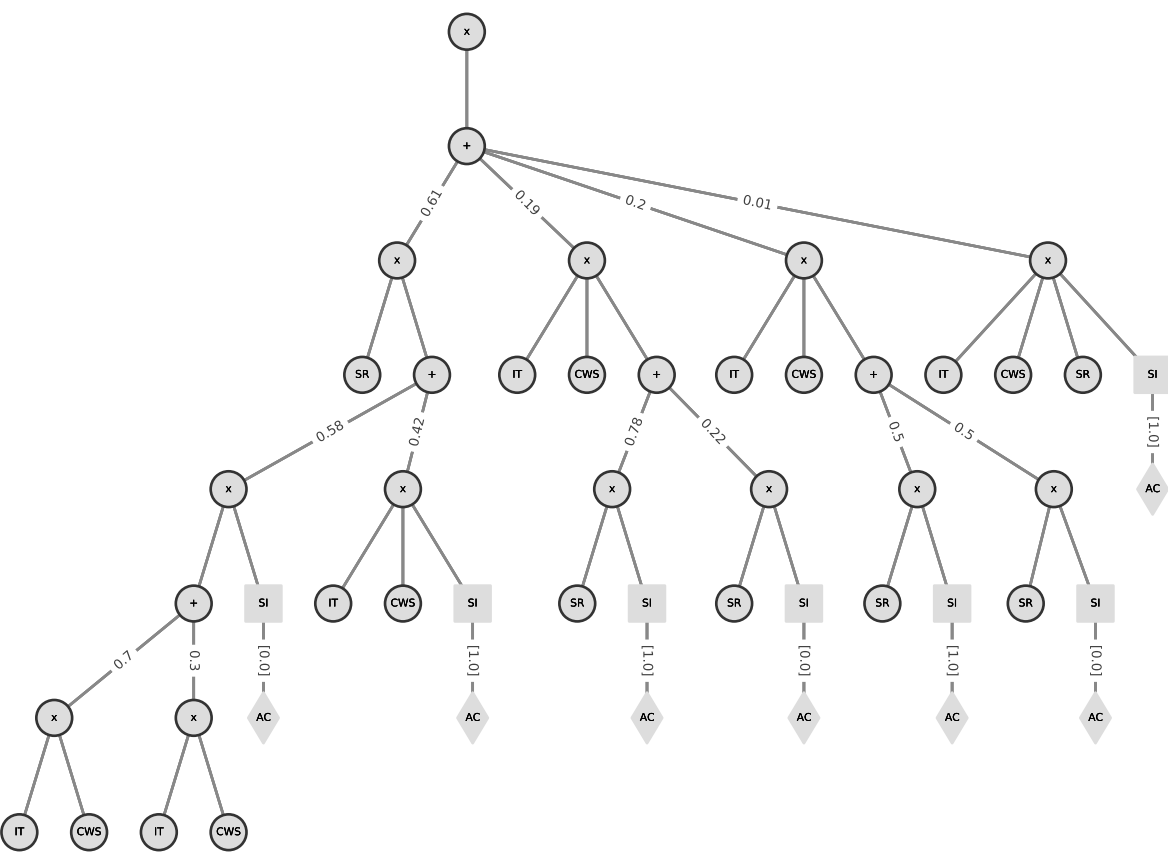 x
+
0.61 0.19 0.2 0.01
x x x x
SR + IT CWS + IT CWS + IT CWS SR SI
0.58 0.42 0.78 0.22 0.5 0.5 [1.0]
x x x x x x AC
+ SI IT CWS SI SR SI SR SI SR SI SR SI
0.7 0.3 [0.0] [1.0] [1.0] [0.0] [1.0] [0.0]
x x AC AC AC AC AC AC
IT CWS IT CWS